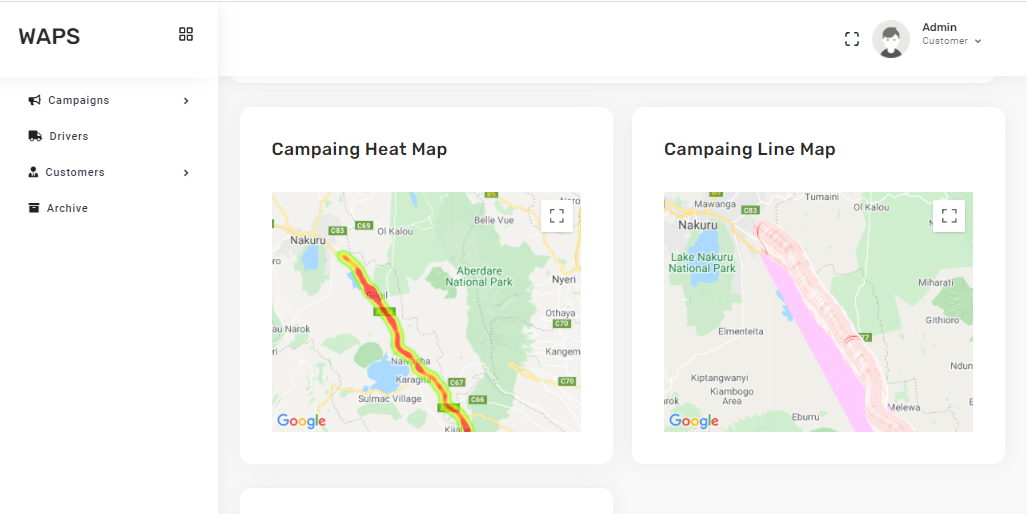 WAPS
Admin
Customer
Campaigns
Drivers
Customers
Archive
Campaing Heat Map
C83
C69
Ol Kalou
Belle Vue
Nakuru
Aberdare
National Park
Nyeri
Gilgil
Othaya
C70
au Narok
Naivasha
Kangem
Karagita
C67
C70
Sulmac Village
C66
Google
Campaing Line Map
Mawanga
C83
Tumaini
Ol Kalou
Nakuru
Lake Nakuru
National Park
Miharati
Githioro
Elmenteita
Ndun
Kiptangwanyi
Kiambogo
Area
rok
Eburru
Melewa
Google